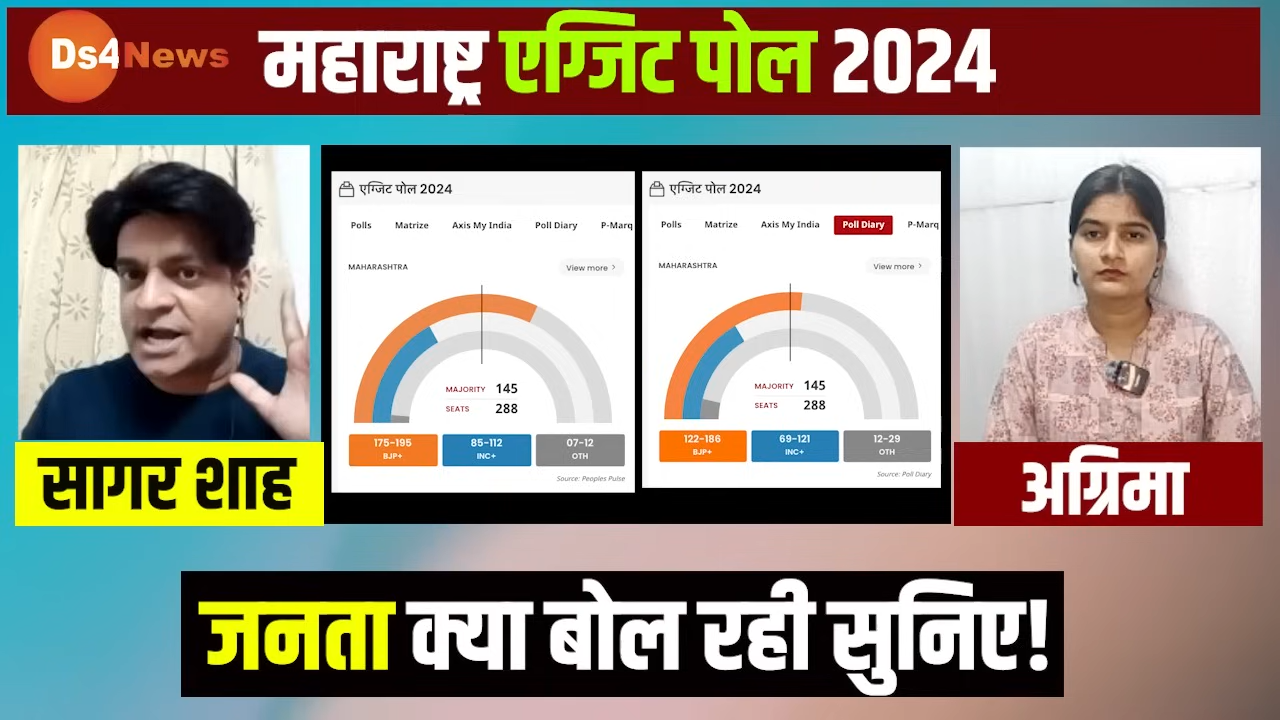 Ds4News
महाराष्ट्र एग्जिट पोल 2024
एग्जिट पोल 2024
Polls Matrize Axis My India Poll Diary P-Marq
MAHARASHTRA View more
MAJORITY 145
SEATS 288
175-195 85-112 07-12
BJP+ INC+ OTH
Source: Peoples Pulse
एग्जिट पोल 2024
Polls Matrize Axis My India Poll Diary P-Marq
MAHARASHTRA View more
MAJORITY 145
SEATS 288
122-186 69-121 12-29
BJP+ INC+ OTH
Source: Poll Diary
सागर शाह
अग्रिमा
जनता क्या बोल रही सुनिए!